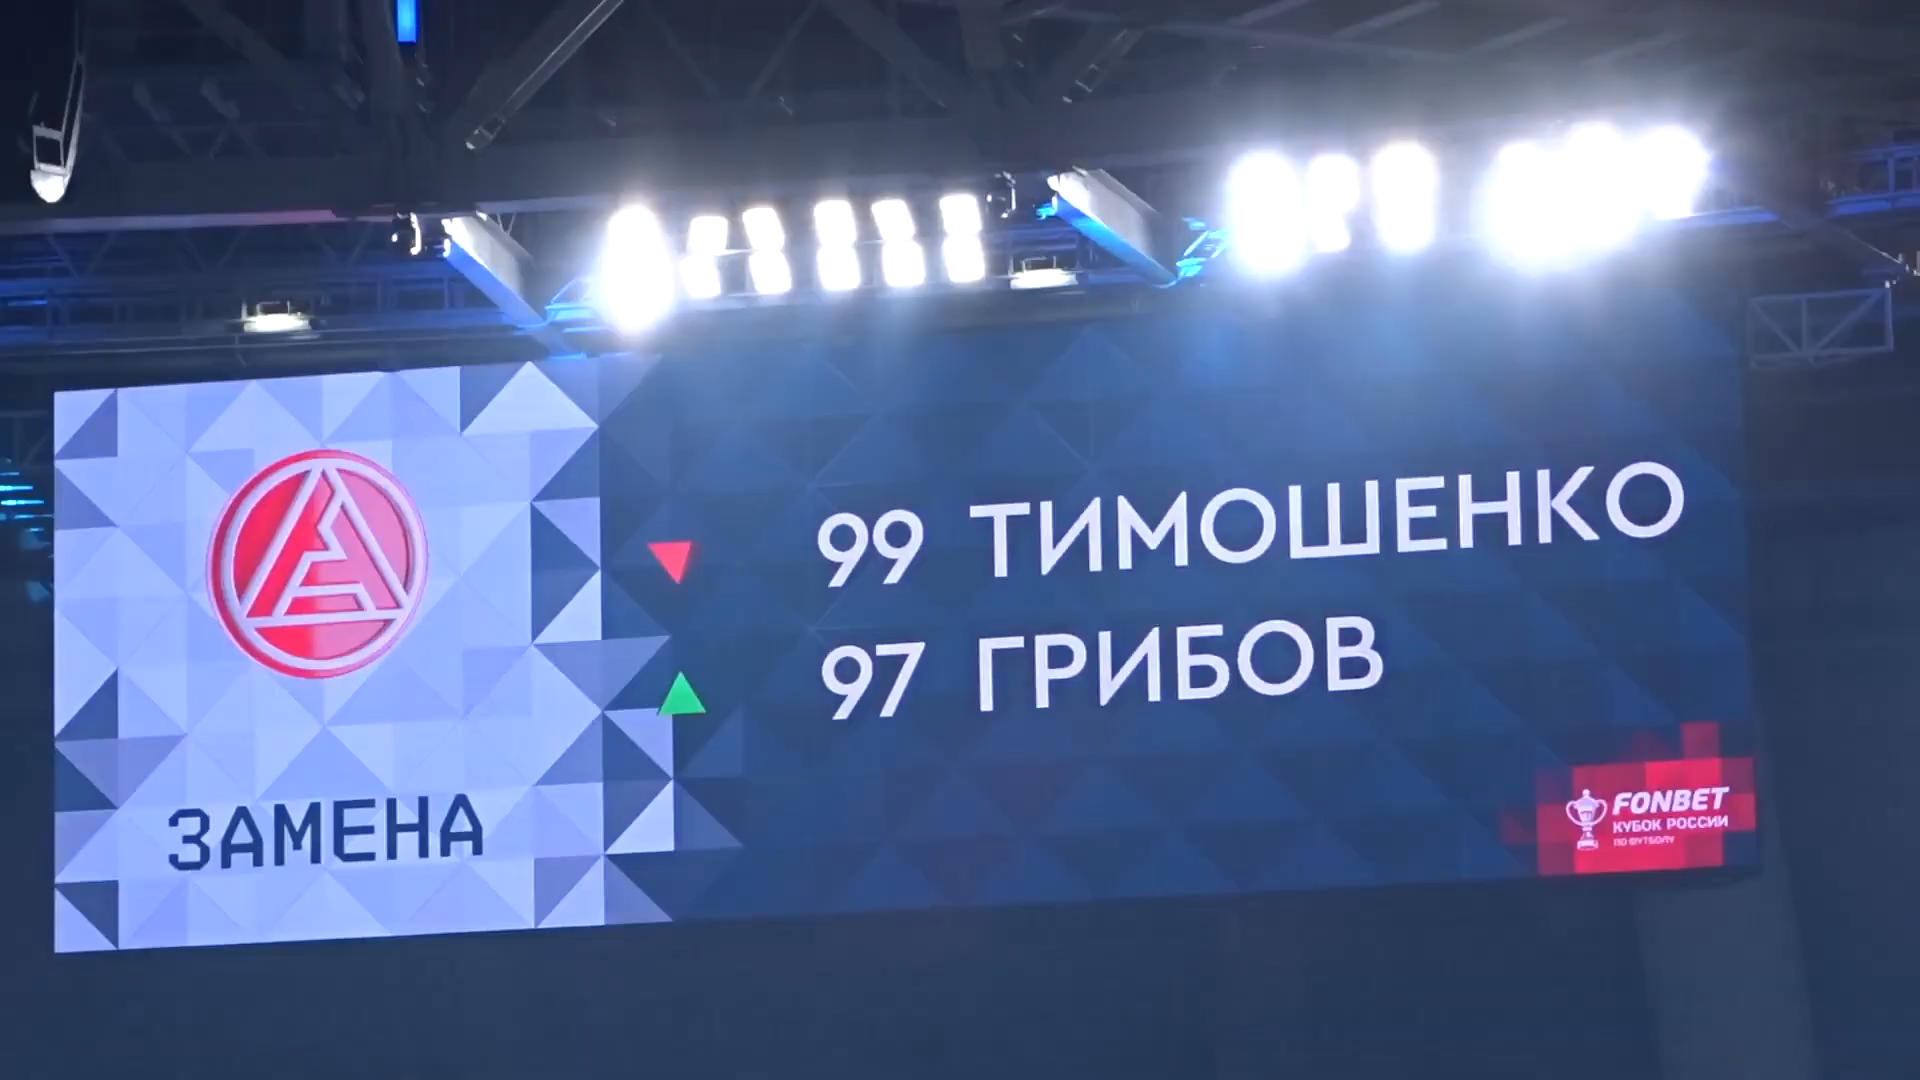 99 ТИМОШЕНКО
97 ГРИБОВ
ЗАМЕНА
FONBET
КУБОК РОССИИ
ПО ФУТБОЛУ